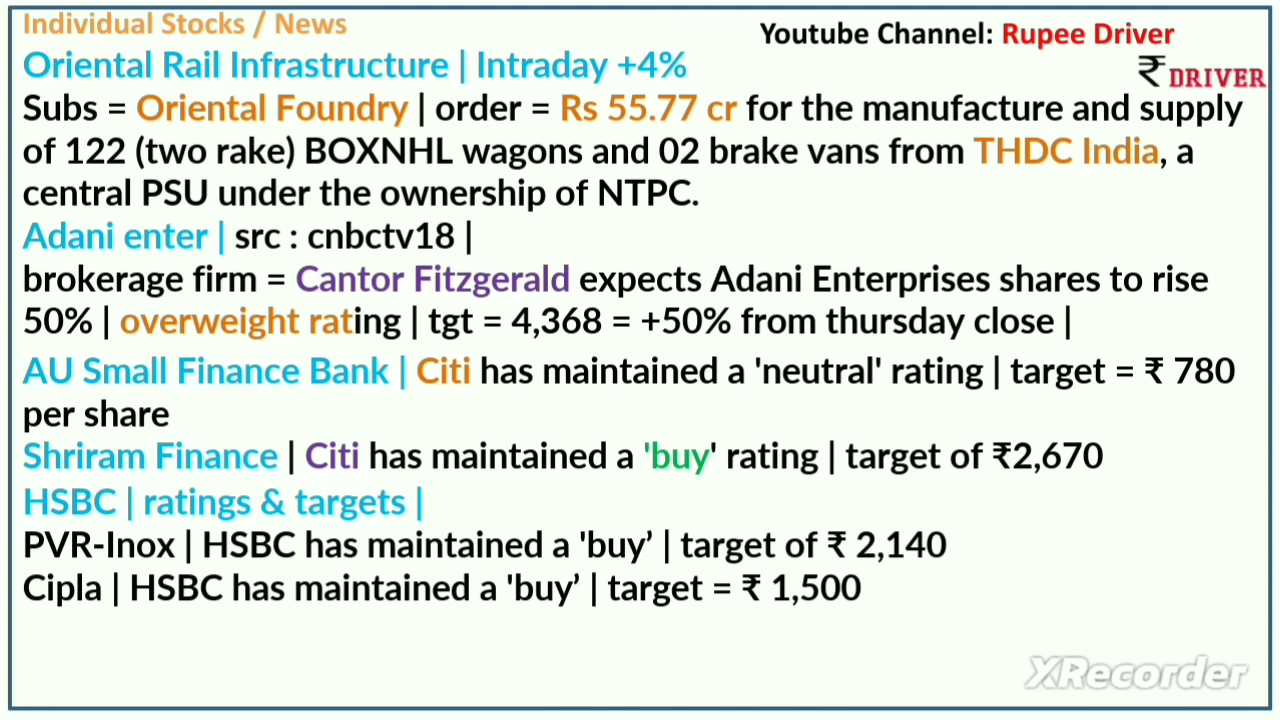 Individual Stocks / News
Youtube Channel: Rupee Driver
₹ DRIVER
Oriental Rail Infrastructure | Intraday +4%
Subs = Oriental Foundry | order = Rs 55.77 cr for the manufacture and supply
of 122 (two rake) BOXNHL wagons and 02 brake vans from THDC India, a
central PSU under the ownership of NTPC.
Adani enter | src : cnbctv18 |
brokerage firm = Cantor Fitzgerald expects Adani Enterprises shares to rise
50% | overweight rating | tgt = 4,368 = +50% from thursday close |
AU Small Finance Bank | Citi has maintained a 'neutral' rating | target = ₹ 780
per share
Shriram Finance | Citi has maintained a 'buy' rating | target of ₹2,670
HSBC | ratings & targets |
PVR-Inox | HSBC has maintained a 'buy’ | target of ₹ 2,140
Cipla | HSBC has maintained a 'buy’ | target = ₹ 1,500
XRecorder